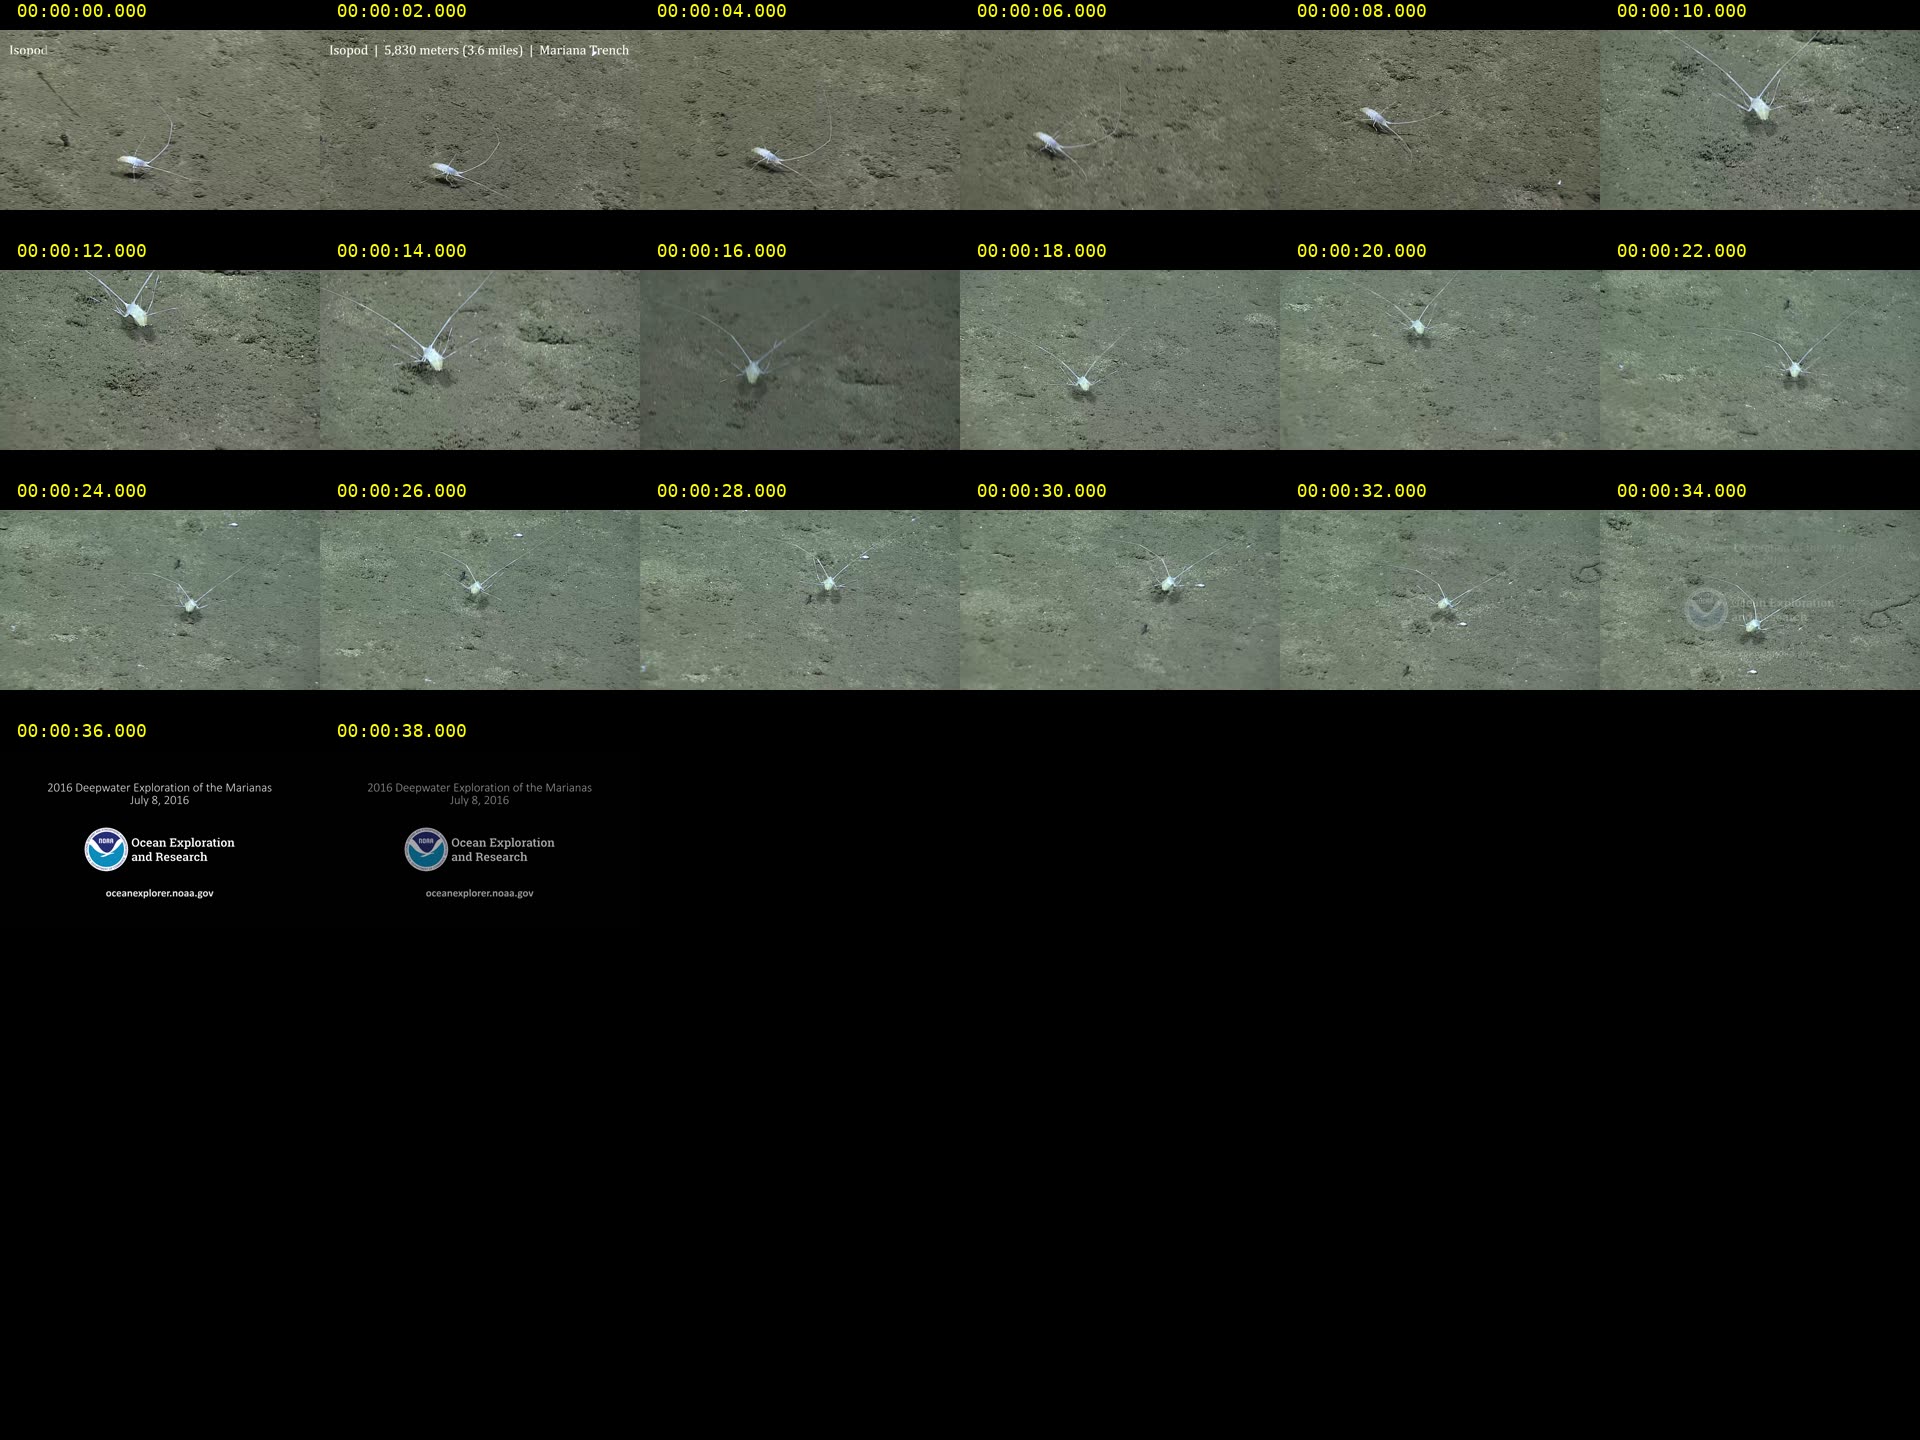 00:00:00.000
00:00:02.000
00:00:04.000
00:00:06.000
00:00:08.000
00:00:10.000
Isopod
Isopod | 5,830 meters (3.6 miles) | Mariana Trench
00:00:12.000
00:00:14.000
00:00:16.000
00:00:18.000
00:00:20.000
00:00:22.000
00:00:24.000
00:00:26.000
00:00:28.000
00:00:30.000
00:00:32.000
00:00:34.000
Ocean Exploration
and Research
00:00:36.000
00:00:38.000
2016 Deepwater Exploration of the Marianas
July 8, 2016
NOAA
Ocean Exploration
and Research
oceanexplorer.noaa.gov
2016 Deepwater Exploration of the Marianas
July 8, 2016
NOAA
Ocean Exploration
and Research
oceanexplorer.noaa.gov